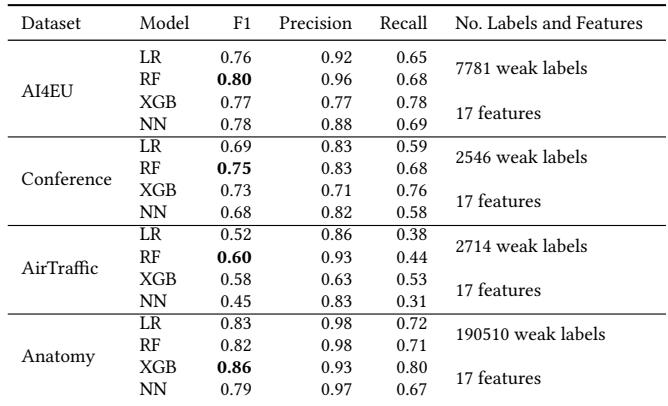 Dataset Model F1 Precision Recall No. Labels and Features
AI4EU LR 0.76 0.92 0.65 7781 weak labels
RF 0.80 0.96 0.68
XGB 0.77 0.77 0.78 17 features
NN 0.78 0.88 0.69
Conference LR 0.69 0.83 0.59 2546 weak labels
RF 0.75 0.83 0.68
XGB 0.73 0.71 0.76 17 features
NN 0.68 0.82 0.58
AirTraffic LR 0.52 0.86 0.38 2714 weak labels
RF 0.60 0.93 0.44
XGB 0.58 0.63 0.53 17 features
NN 0.45 0.83 0.31
Anatomy LR 0.83 0.98 0.72 190510 weak labels
RF 0.82 0.98 0.71
XGB 0.86 0.93 0.80 17 features
NN 0.79 0.97 0.67